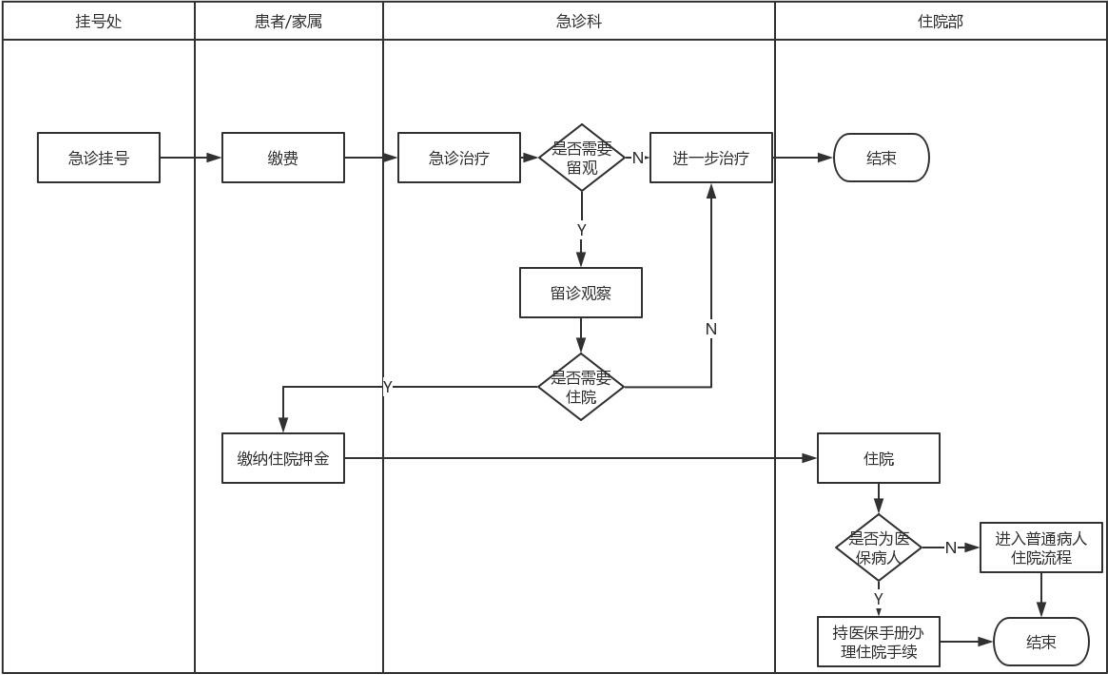 挂号处
患者/家属
急诊科
住院部
急诊挂号
缴费
急诊治疗
是否需要
留观
N
进一步治疗
结束
Y
留诊观察
N
是否需要
住院
Y
缴纳住院押金
住院
是否为医
保病人
N
进入普通病人
住院流程
Y
持医保手册办
理住院手续
结束